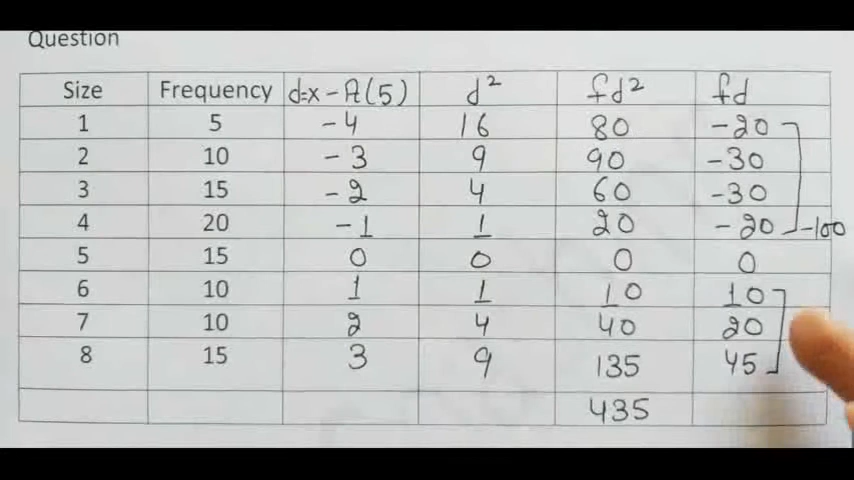 Question
Size Frequency d=x-A(5) d² fd² fd
1 5 -4 16 80 -20
2 10 -3 9 90 -30
3 15 -2 4 60 -30
4 20 -1 1 20 -20 -100
5 15 0 0 0 0
6 10 1 1 10 10
7 10 2 4 40 20
8 15 3 9 135 45
435